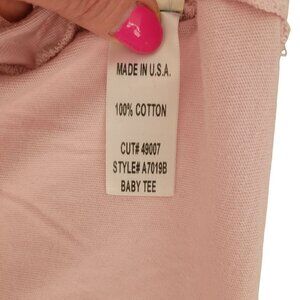 MADE IN U.S.A.
100% COTTON
CUT# 49007
STYLE# A7019B
BABY TEE